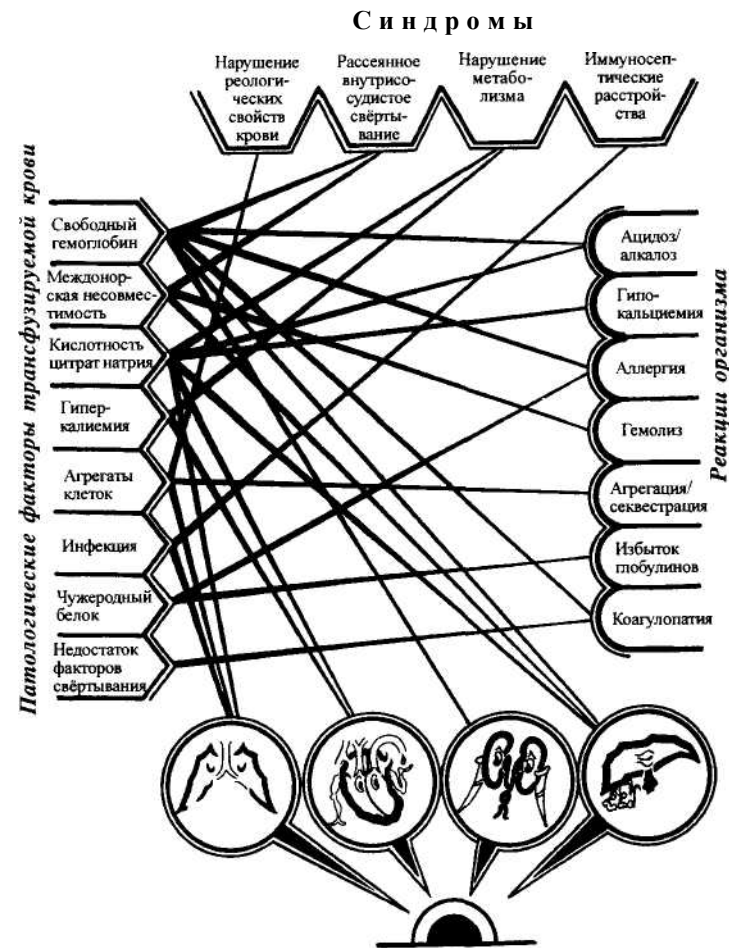 Синдромы
Нарушение
реологи-
ческих
свойств
крови
Рассеянное
внутрисо-
судистое
свёрты-
вание
Нарушение
метабо-
лизма
Иммуносеп-
тические
расстрой-
ства
Патологические факторы трансфузируемой крови
Свободный
гемоглобин
Междонор-
ская несовмес-
тимость
Кислотность
цитрат натрия
Гипер-
калиемия
Агрегаты
клеток
Инфекция
Чужеродный
белок
Недостаток
факторов
свёртывания
Ацидоз/
алкалоз
Гипо-
кальциемия
Аллергия
Гемолиз
Агрегация/
секвестрация
Избыток
глобулинов
Коагулопатия
Реакции организма